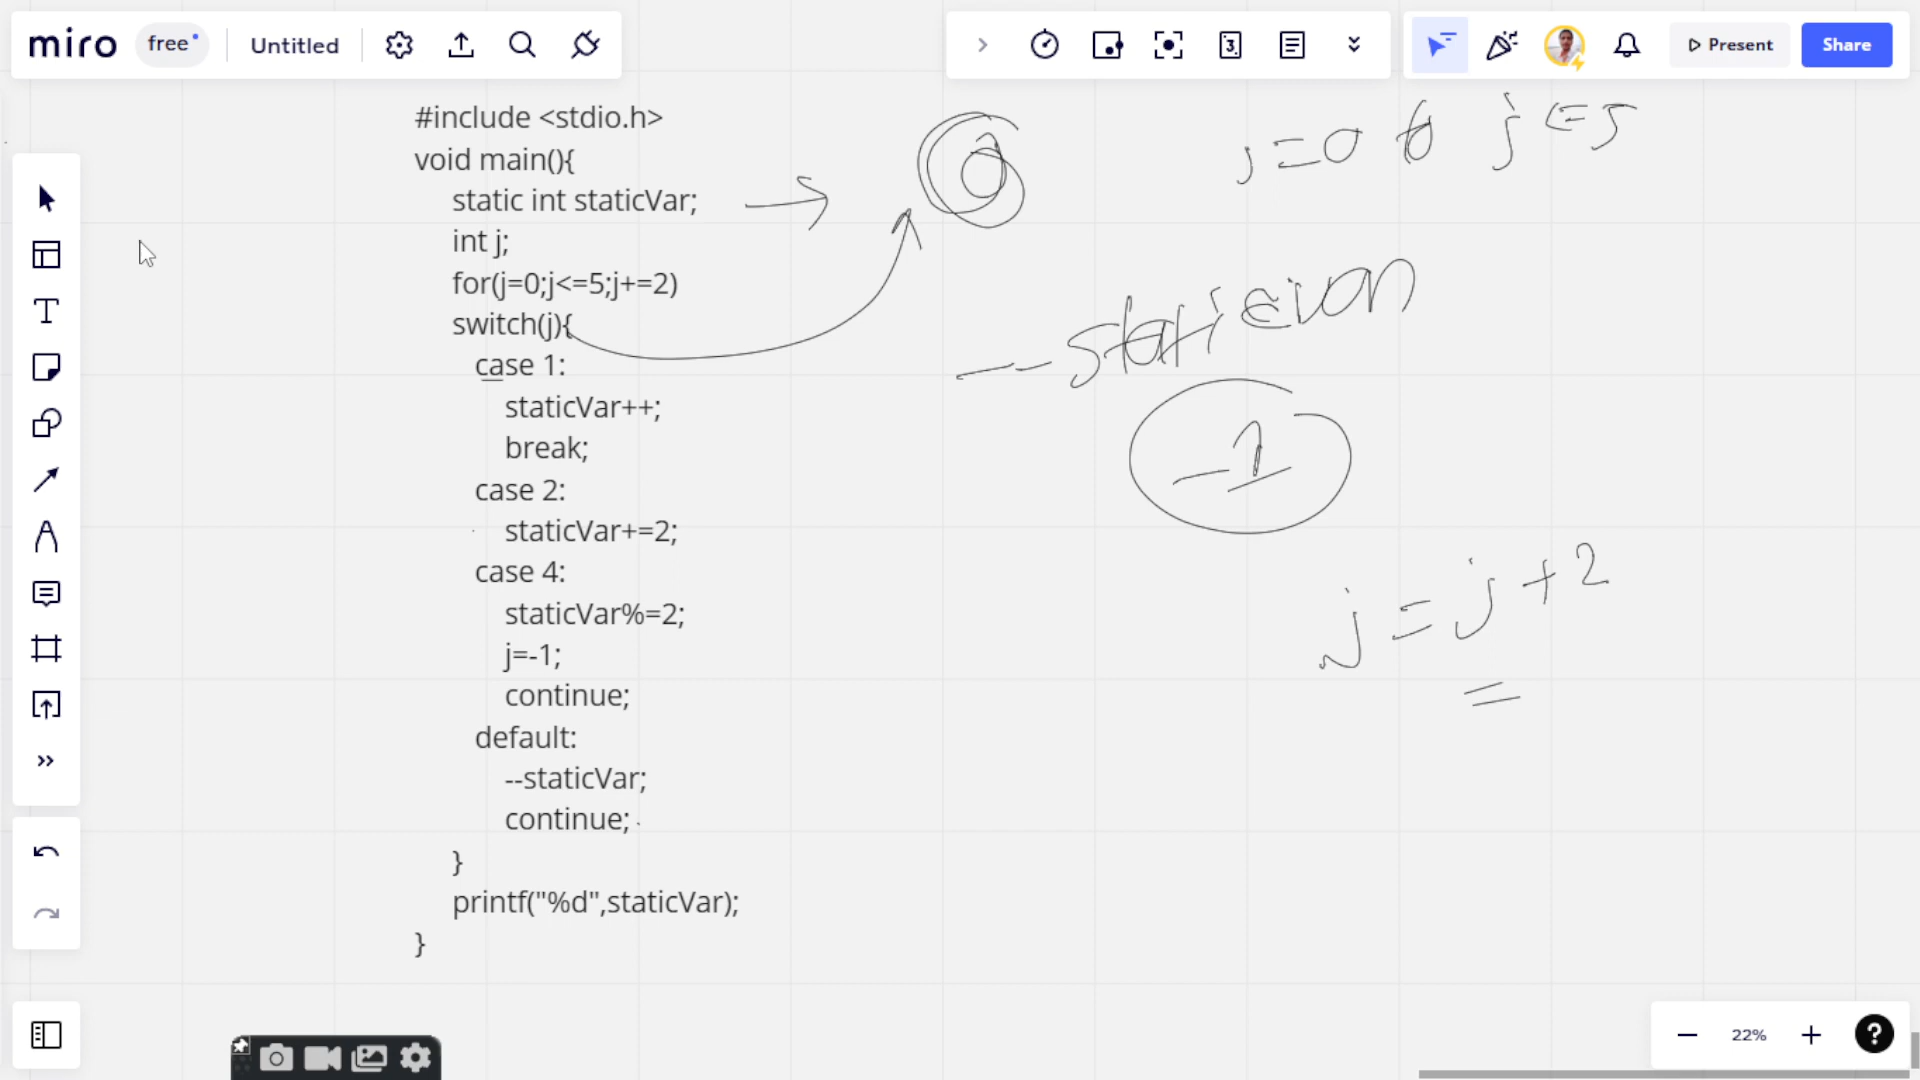 miro free Untitled Present Share
#include <stdio.h>
void main(){
static int staticVar;
int j;
for(j=0;j<=5;j+=2)
switch(j){
case 1:
staticVar++;
break;
case 2:
staticVar+=2;
case 4:
staticVar%=2;
j=-1;
continue;
default:
--staticVar;
continue;
}
printf("%d",staticVar);
}
j=0 to j<=5
-1
j=j+2
=
22%